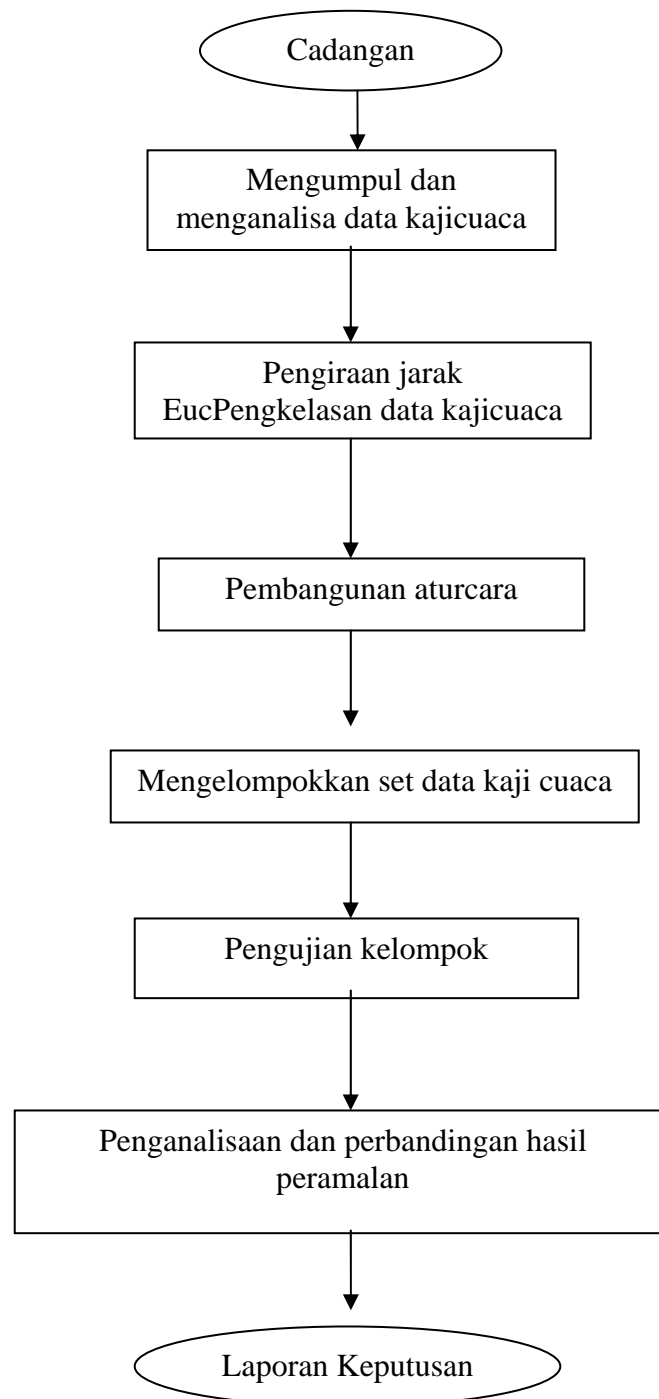 Cadangan
Mengumpul dan
menganalisa data kajicuaca
Pengiraan jarak
EucPengkelasan data kajicuaca
Pembangunan aturcara
Mengelompokkan set data kaji cuaca
Pengujian kelompok
Penganalisaan dan perbandingan hasil
peramalan
Laporan Keputusan